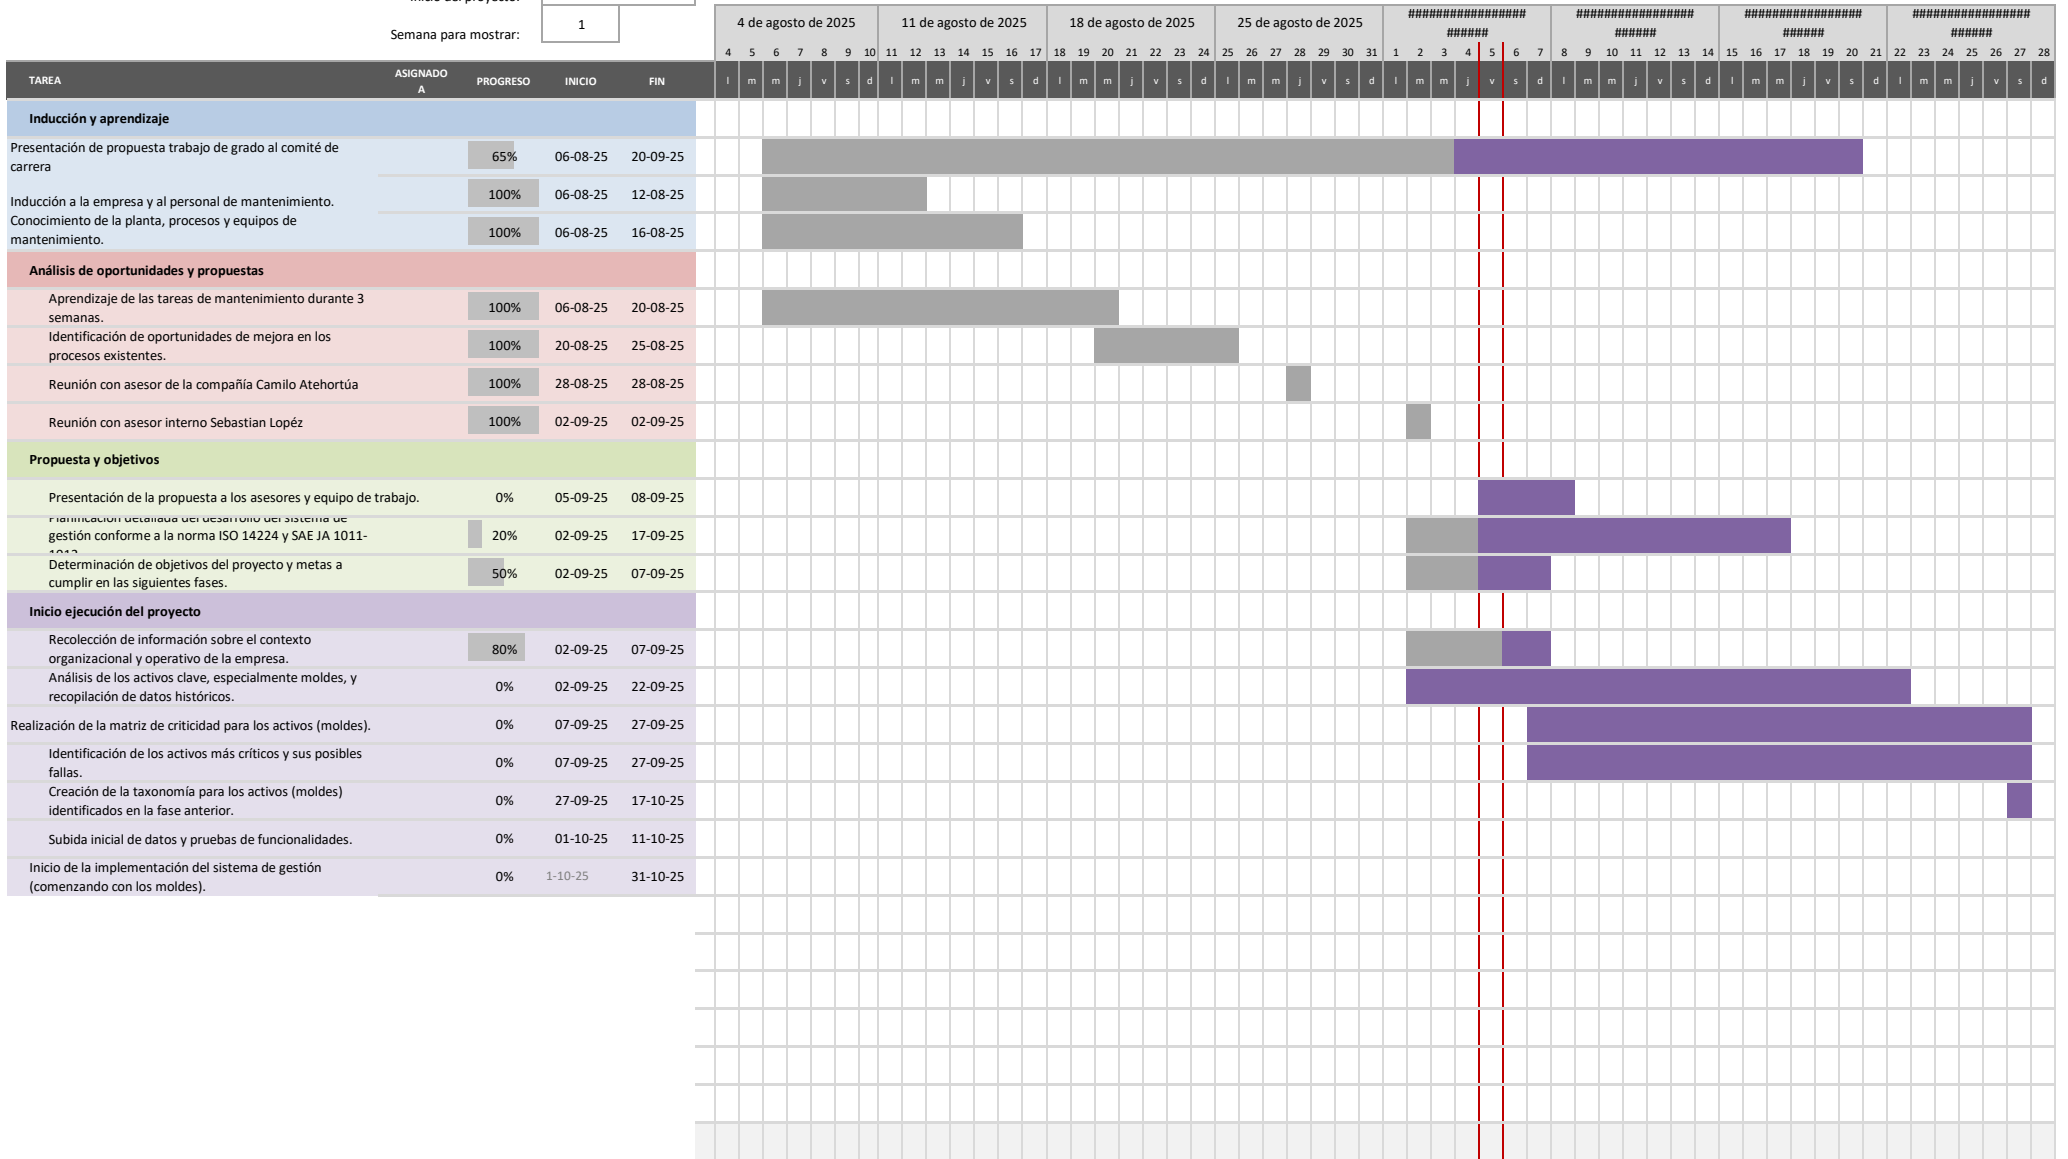 Inicio del proyecto:
Semana para mostrar: 1
4 de agosto de 2025 11 de agosto de 2025 18 de agosto de 2025 25 de agosto de 2025 ################# ################# ################# #################
###### ###### ###### ######
4 5 6 7 8 9 10 11 12 13 14 15 16 17 18 19 20 21 22 23 24 25 26 27 28 29 30 31 1 2 3 4 5 6 7 8 9 10 11 12 13 14 15 16 17 18 19 20 21 22 23 24 25 26 27 28
TAREA ASIGNADO A PROGRESO INICIO FIN l m m j v s d l m m j v s d l m m j v s d l m m j v s d l m m j v s d l m m j v s d l m m j v s d l m m j v s d
Inducción y aprendizaje
Presentación de propuesta trabajo de grado al comité de
carrera 65% 06-08-25 20-09-25
Inducción a la empresa y al personal de mantenimiento. 100% 06-08-25 12-08-25
Conocimiento de la planta, procesos y equipos de
mantenimiento. 100% 06-08-25 16-08-25
Análisis de oportunidades y propuestas
Aprendizaje de las tareas de mantenimiento durante 3
semanas. 100% 06-08-25 20-08-25
Identificación de oportunidades de mejora en los
procesos existentes. 100% 20-08-25 25-08-25
Reunión con asesor de la compañía Camilo Atehortúa 100% 28-08-25 28-08-25
Reunión con asesor interno Sebastian Lopéz 100% 02-09-25 02-09-25
Propuesta y objetivos
Presentación de la propuesta a los asesores y equipo de trabajo. 0% 05-09-25 08-09-25
Planificación detallada del desarrollo del sistema de
gestión conforme a la norma ISO 14224 y SAE JA 1011-
1012. 20% 02-09-25 17-09-25
Determinación de objetivos del proyecto y metas a
cumplir en las siguientes fases. 50% 02-09-25 07-09-25
Inicio ejecución del proyecto
Recolección de información sobre el contexto
organizacional y operativo de la empresa. 80% 02-09-25 07-09-25
Análisis de los activos clave, especialmente moldes, y
recopilación de datos históricos. 0% 02-09-25 22-09-25
Realización de la matriz de criticidad para los activos (moldes). 0% 07-09-25 27-09-25
Identificación de los activos más críticos y sus posibles
fallas. 0% 07-09-25 27-09-25
Creación de la taxonomía para los activos (moldes)
identificados en la fase anterior. 0% 27-09-25 17-10-25
Subida inicial de datos y pruebas de funcionalidades. 0% 01-10-25 11-10-25
Inicio de la implementación del sistema de gestión
(comenzando con los moldes). 0% 1-10-25 31-10-25